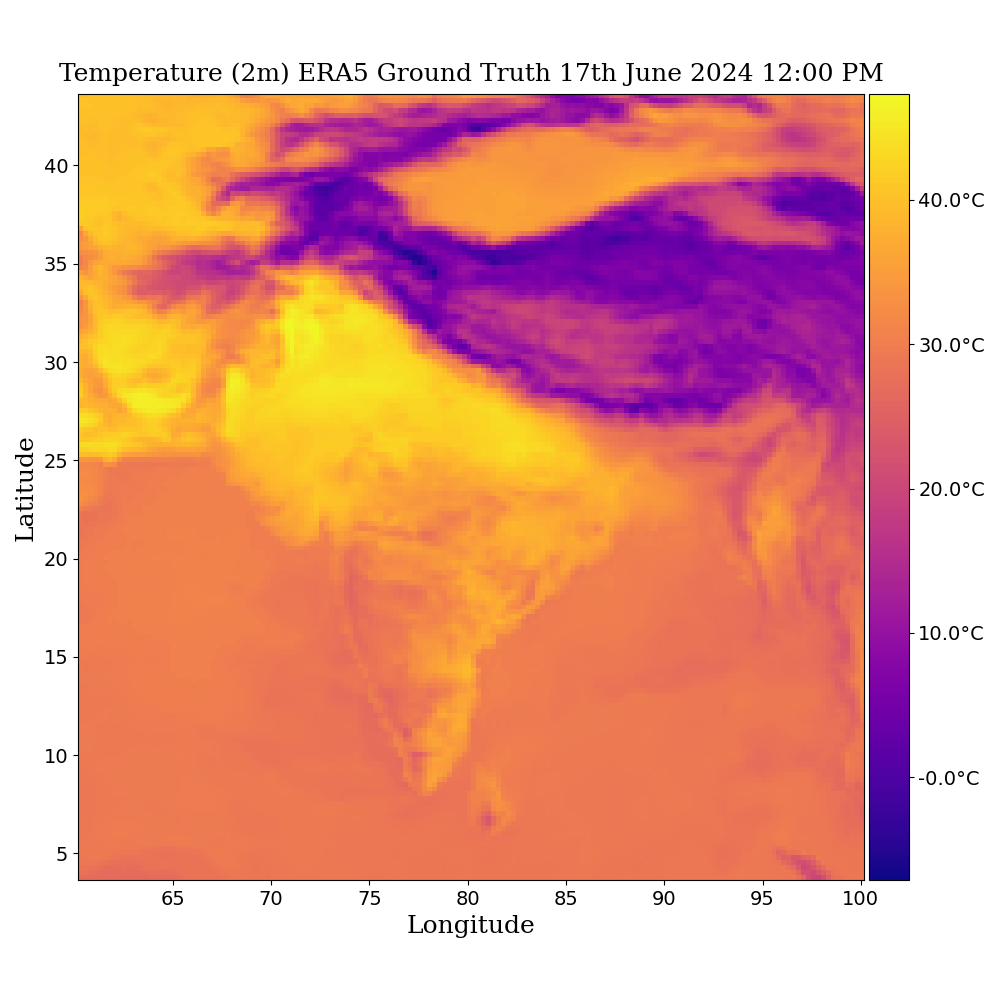 Temperature (2m) ERA5 Ground Truth 17th June 2024 12:00 PM
Latitude
40
35
30
25
20
15
10
5
65 70 75 80 85 90 95 100
Longitude
40.0°C
30.0°C
20.0°C
10.0°C
-0.0°C